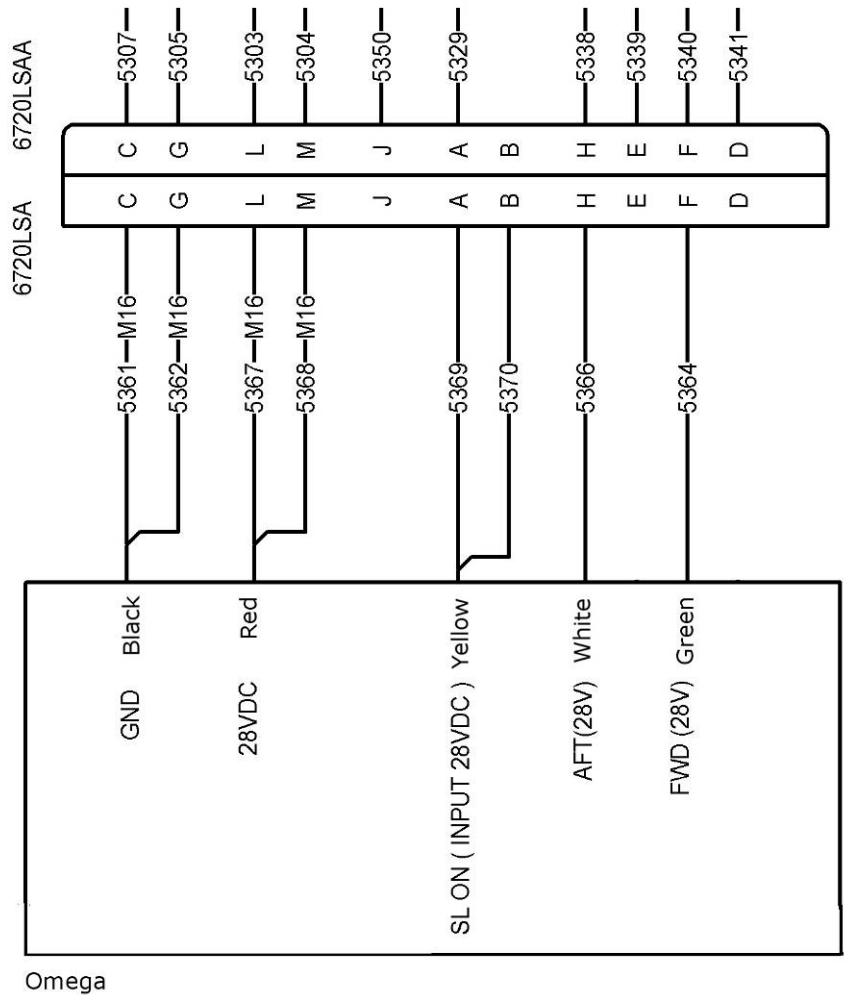 6720LSAA
5307
5305
5303
5304
5350
5329
5338
5339
5340
5341
C
G
L
M
J
A
B
H
E
F
D
6720LSA
C
G
L
M
J
A
B
H
E
F
D
5361 M16
5362 M16
5367 M16
5368 M16
5369
5370
5366
5364
GND Black
28VDC Red
SL ON ( INPUT 28VDC ) Yellow
AFT(28V) White
FWD (28V) Green
Omega